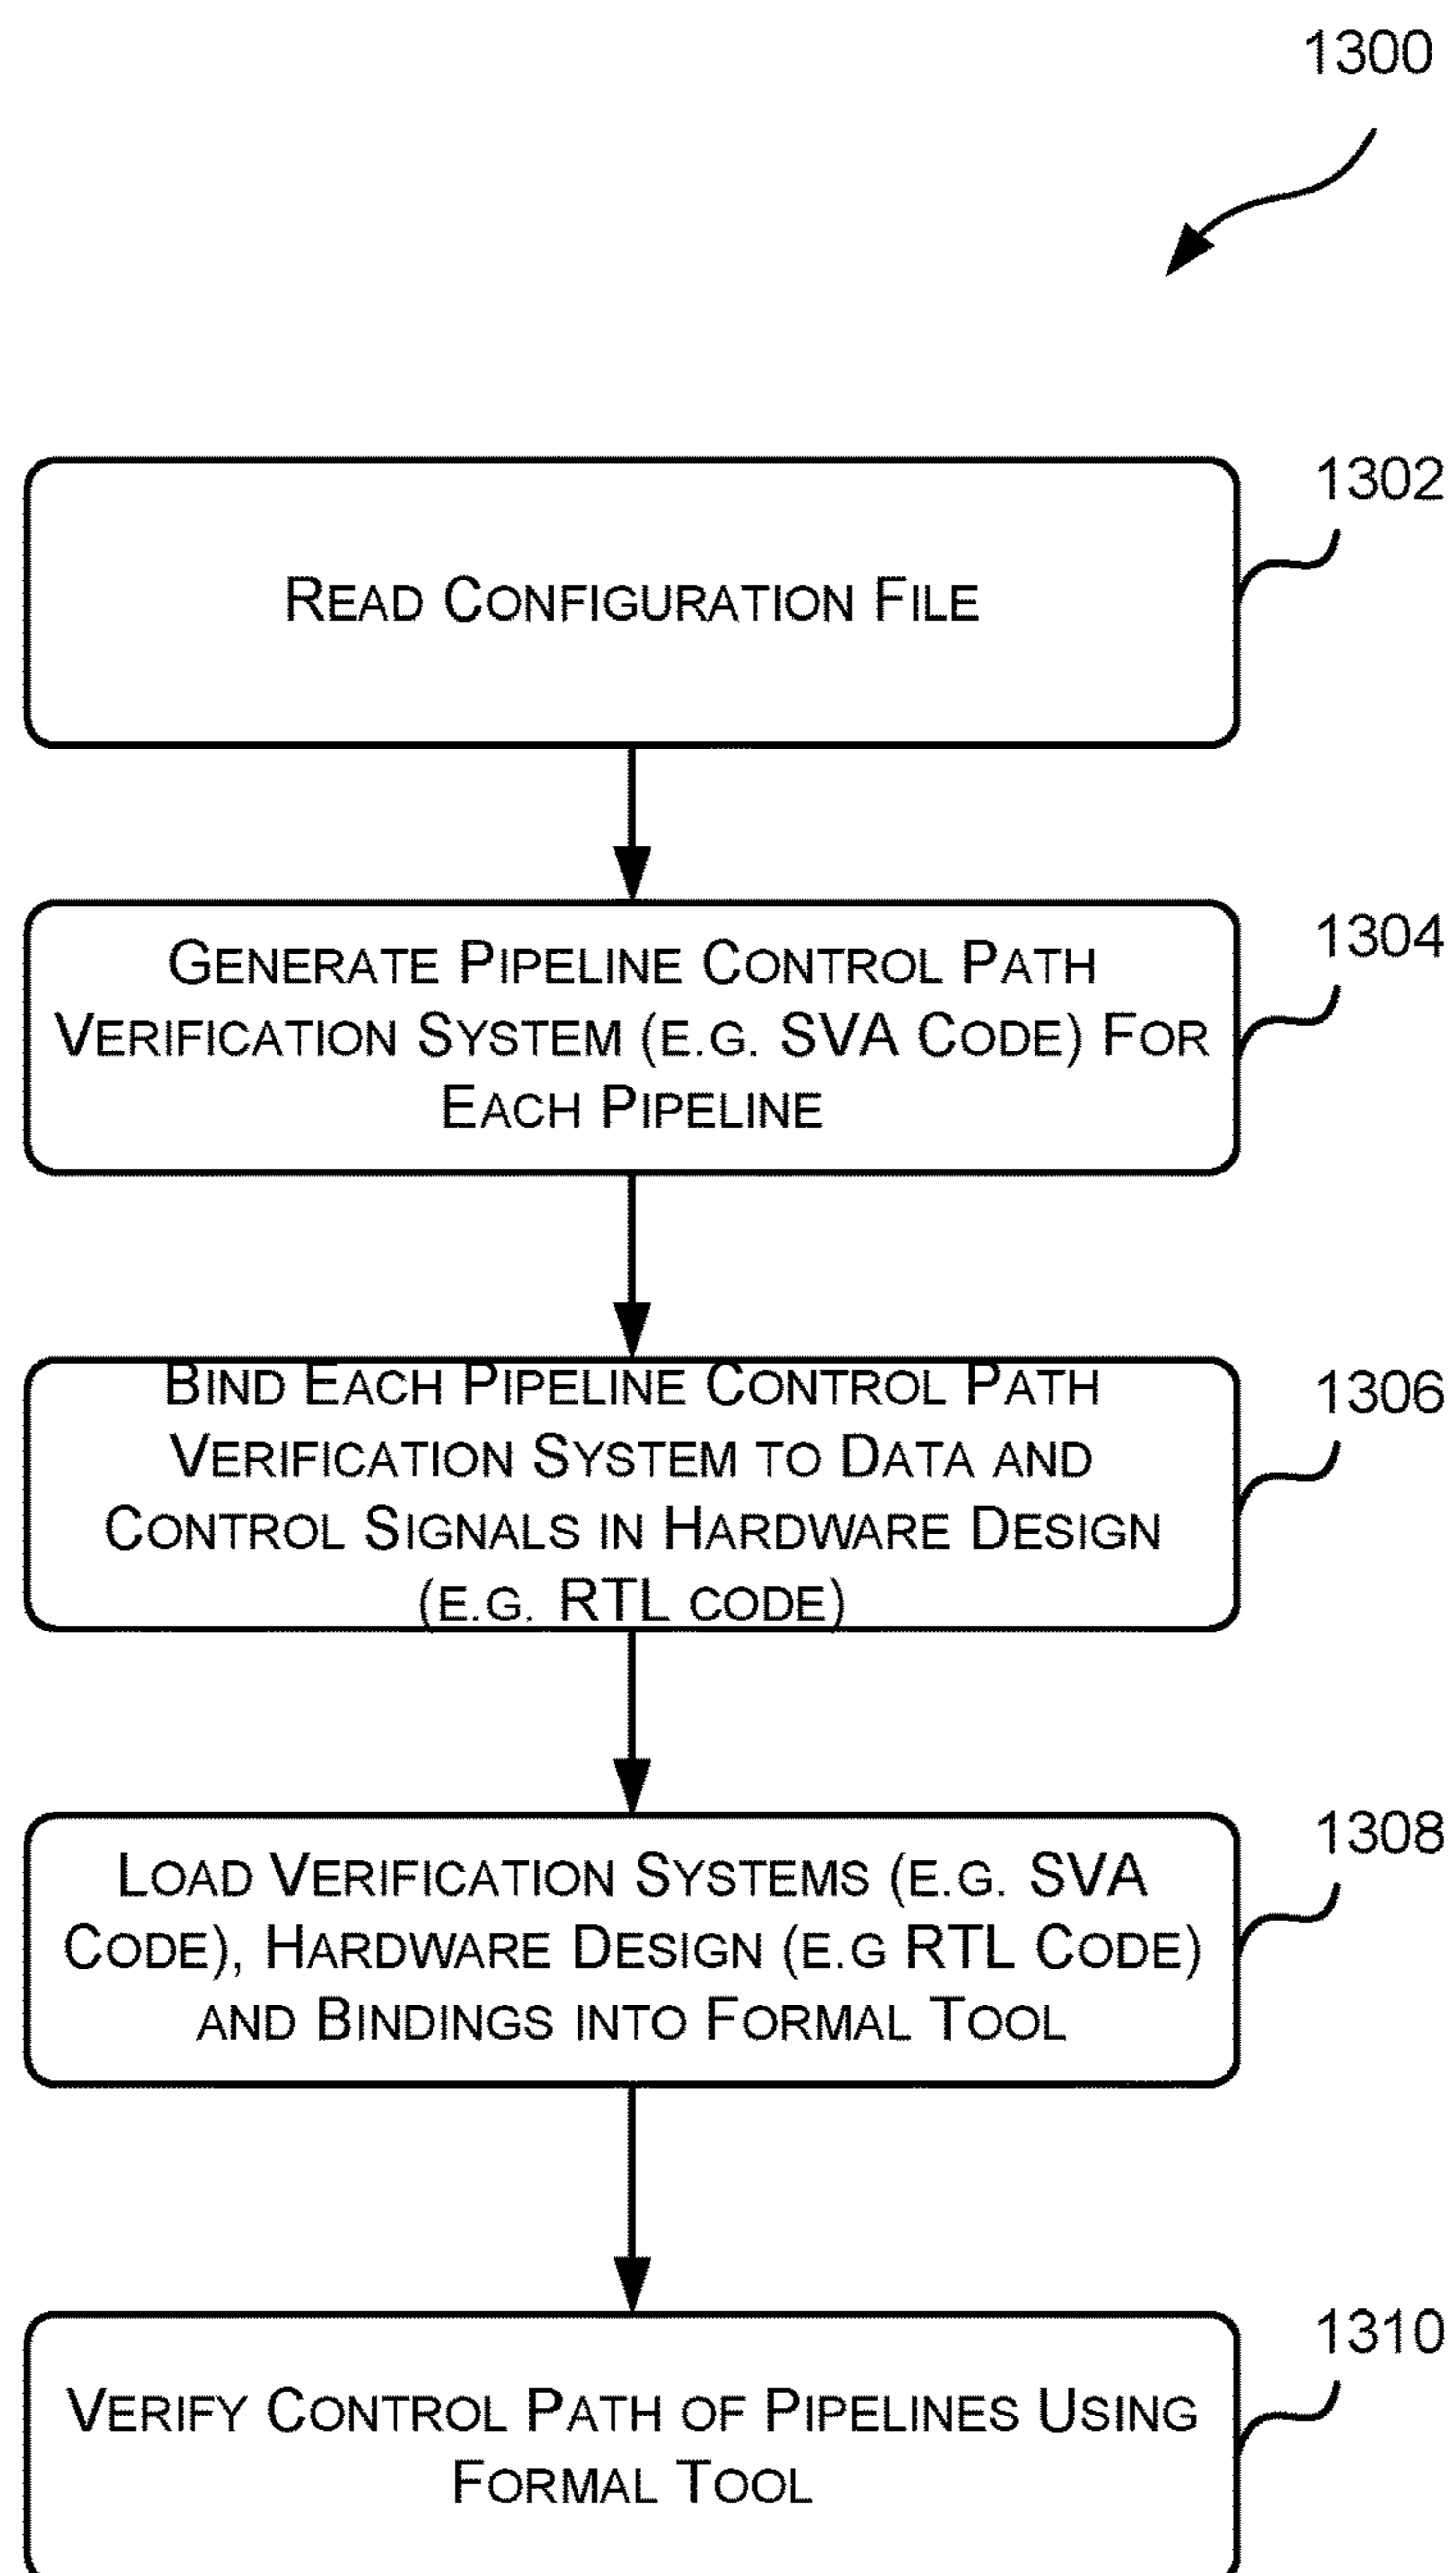 1300
1302
READ CONFIGURATION FILE
1304
GENERATE PIPELINE CONTROL PATH
VERIFICATION SYSTEM (E.G. SVA CODE) FOR
EACH PIPELINE
1306
BIND EACH PIPELINE CONTROL PATH
VERIFICATION SYSTEM TO DATA AND
CONTROL SIGNALS IN HARDWARE DESIGN
(E.G. RTL CODE)
1308
LOAD VERIFICATION SYSTEMS (E.G. SVA
CODE), HARDWARE DESIGN (E.G RTL CODE)
AND BINDINGS INTO FORMAL TOOL
1310
VERIFY CONTROL PATH OF PIPELINES USING
FORMAL TOOL